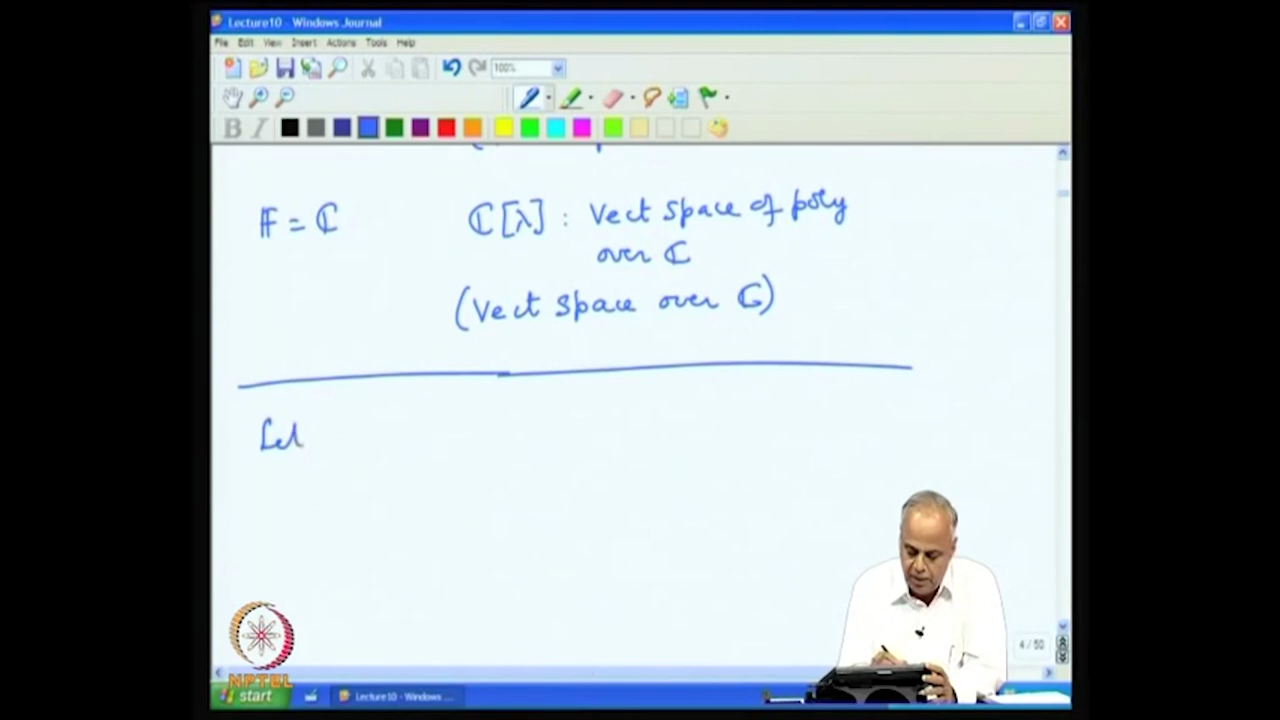 Lecture10 - Windows Journal
File Edit View Insert Actions Tools Help
100%
B I
𝔽 = ℂ ℂ[λ] : Vect Space of poly
over ℂ
(Vect Space over ℂ)
Let
4 / 50
NPTEL
start Lecture10 - Windows ...